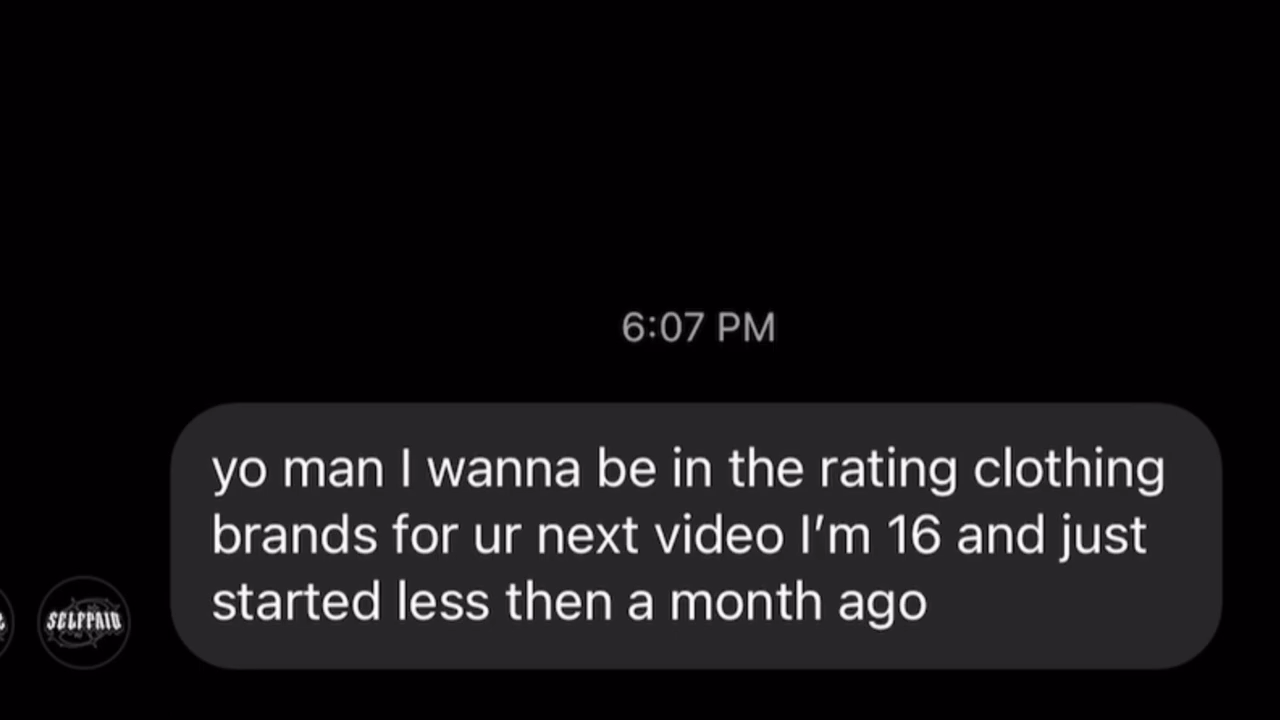 6:07 PM
yo man I wanna be in the rating clothing
brands for ur next video I’m 16 and just
started less then a month ago
SELFPAID